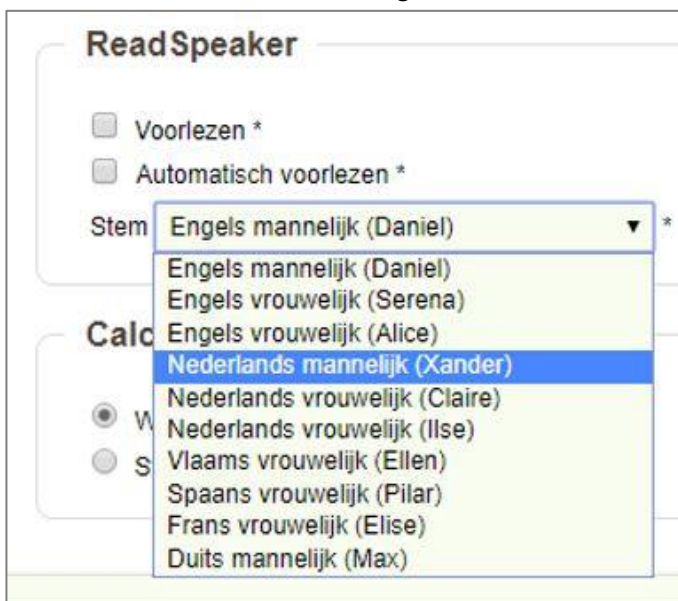 ReadSpeaker
Voorlezen *
Automatisch voorlezen *
Stem Engels mannelijk (Daniel) *
Engels mannelijk (Daniel)
Engels vrouwelijk (Serena)
Engels vrouwelijk (Alice)
Nederlands mannelijk (Xander)
Nederlands vrouwelijk (Claire)
Nederlands vrouwelijk (Ilse)
Vlaams vrouwelijk (Ellen)
Spaans vrouwelijk (Pilar)
Frans vrouwelijk (Elise)
Duits mannelijk (Max)